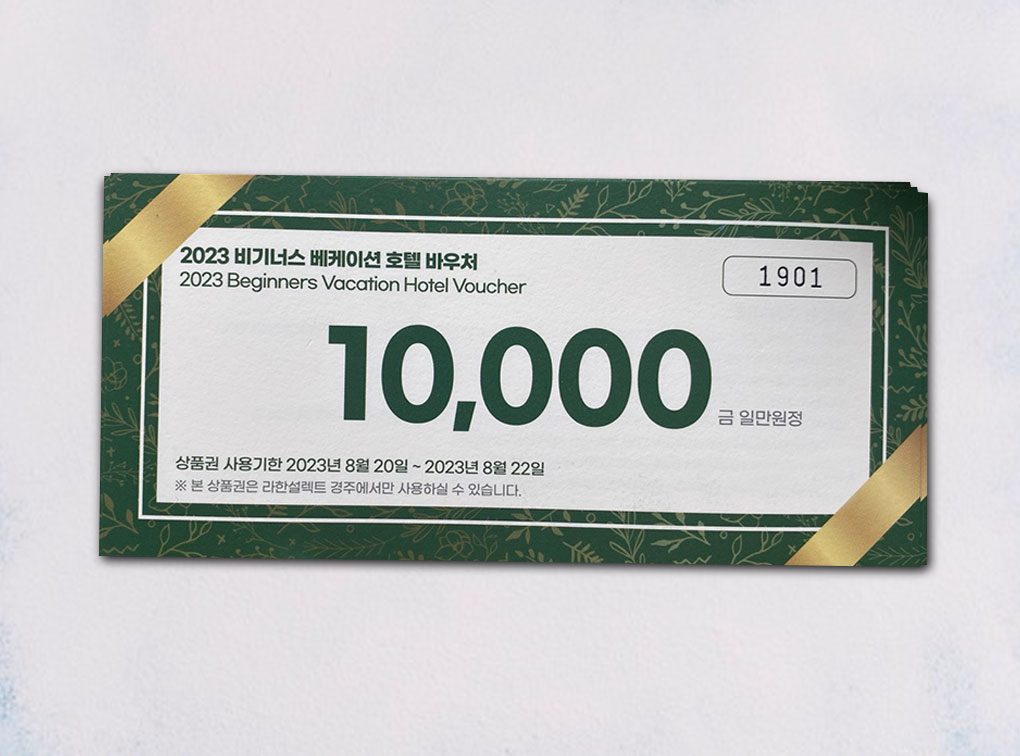 2023 비기너스 베케이션 호텔 바우처
2023 Beginners Vacation Hotel Voucher
1901
10,000
금 일만원정
상품권 사용기한 2023년 8월 20일 ~ 2023년 8월 22일
※ 본 상품권은 라한설렉트 경주에서만 사용하실 수 있습니다.